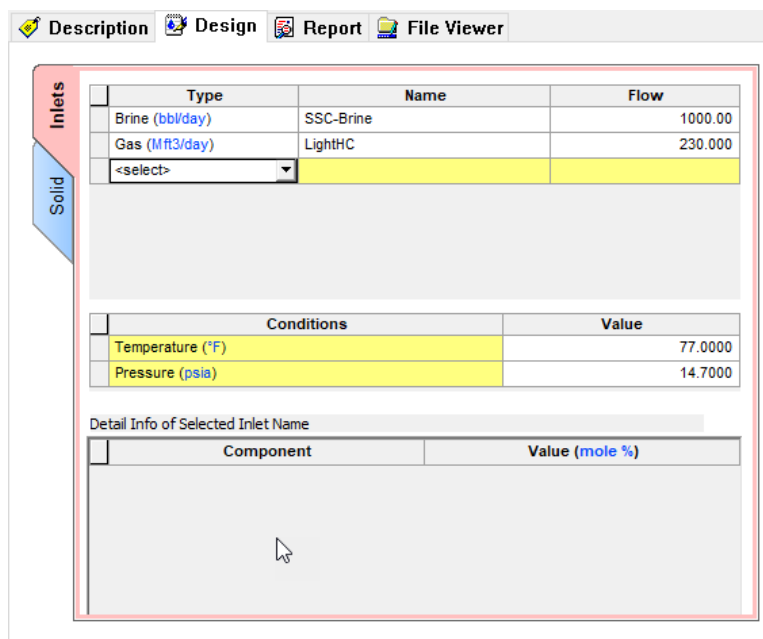 Description Design Report File Viewer
Inlets
Solid
Type Name Flow
Brine (bbl/day) SSC-Brine 1000.00
Gas (Mft3/day) LightHC 230.000
<select>
Conditions Value
Temperature (°F) 77.0000
Pressure (psia) 14.7000
Detail Info of Selected Inlet Name
Component Value (mole %)